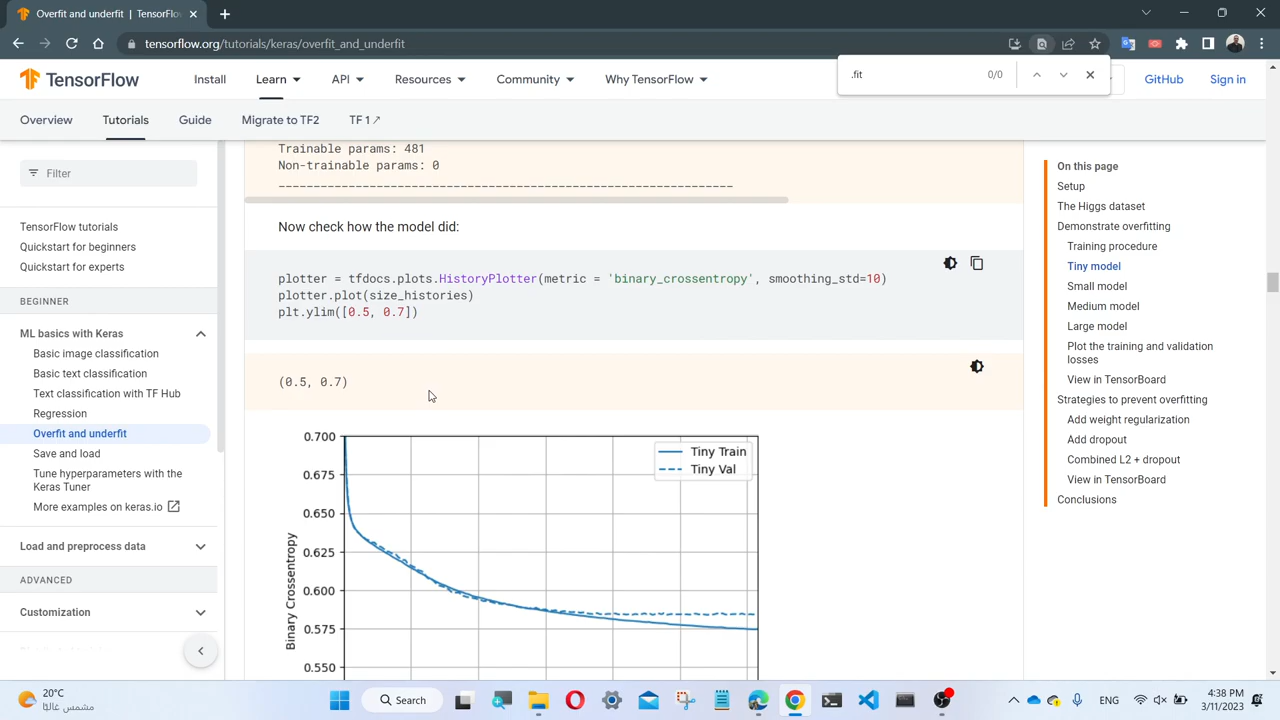 Overfit and underfit | TensorFlow
tensorflow.org/tutorials/keras/overfit_and_underfit
TensorFlow
Install
Learn
API
Resources
Community
Why TensorFlow
.fit
0/0
GitHub
Sign in
Overview
Tutorials
Guide
Migrate to TF2
TF 1
Filter
TensorFlow tutorials
Quickstart for beginners
Quickstart for experts
BEGINNER
ML basics with Keras
Basic image classification
Basic text classification
Text classification with TF Hub
Regression
Overfit and underfit
Save and load
Tune hyperparameters with the
Keras Tuner
More examples on keras.io
Load and preprocess data
ADVANCED
Customization
Trainable params: 481
Non-trainable params: 0
_________________________________________________________________
Now check how the model did:
plotter = tfdocs.plots.HistoryPlotter(metric = 'binary_crossentropy', smoothing_std=10)
plotter.plot(size_histories)
plt.ylim([0.5, 0.7])
(0.5, 0.7)
0.700
0.675
0.650
0.625
0.600
0.575
0.550
Binary Crossentropy
Tiny Train
Tiny Val
On this page
Setup
The Higgs dataset
Demonstrate overfitting
Training procedure
Tiny model
Small model
Medium model
Large model
Plot the training and validation
losses
View in TensorBoard
Strategies to prevent overfitting
Add weight regularization
Add dropout
Combined L2 + dropout
View in TensorBoard
Conclusions
20°C
مشمس غالبًا
Search
ENG
4:38 PM
3/11/2023